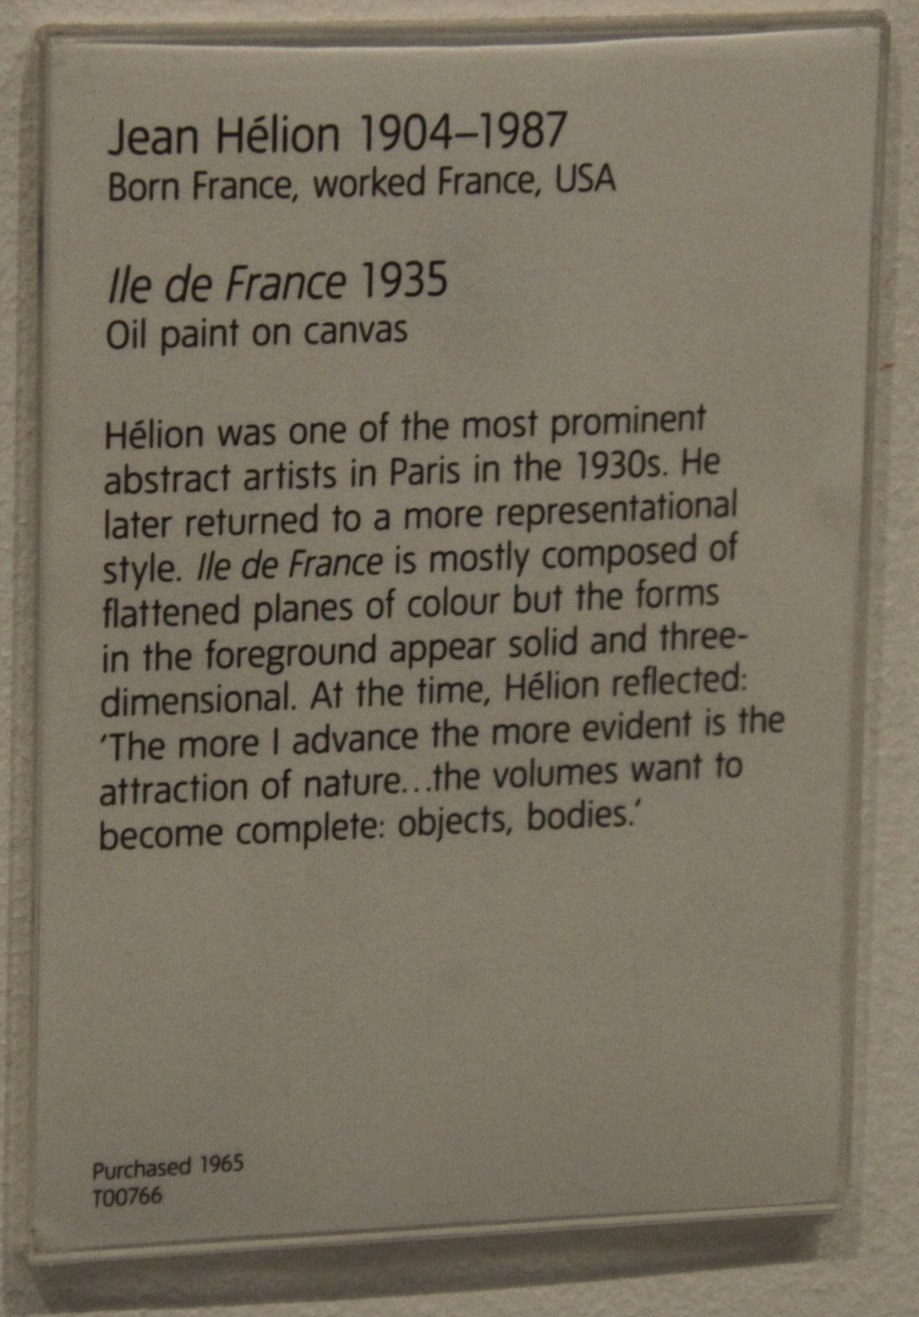 Jean Hélion 1904–1987
Born France, worked France, USA
Ile de France 1935
Oil paint on canvas
Hélion was one of the most prominent
abstract artists in Paris in the 1930s. He
later returned to a more representational
style. Ile de France is mostly composed of
flattened planes of colour but the forms
in the foreground appear solid and three-
dimensional. At the time, Hélion reflected:
‘The more I advance the more evident is the
attraction of nature...the volumes want to
become complete: objects, bodies.’
Purchased 1965
T00766